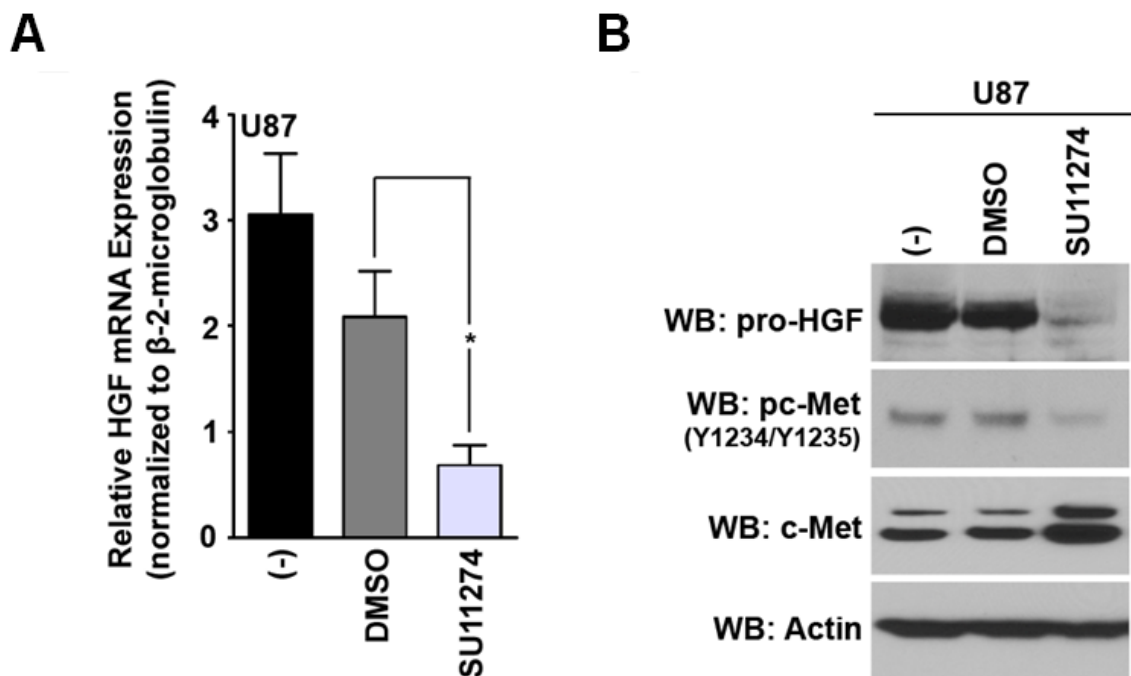 A
Relative HGF mRNA Expression
(normalized to β-2-microglobulin)
4
3
2
1
0
U87
*
(-)
DMSO
SU11274
B
U87
(-)
DMSO
SU11274
WB: pro-HGF
WB: pc-Met
(Y1234/Y1235)
WB: c-Met
WB: Actin